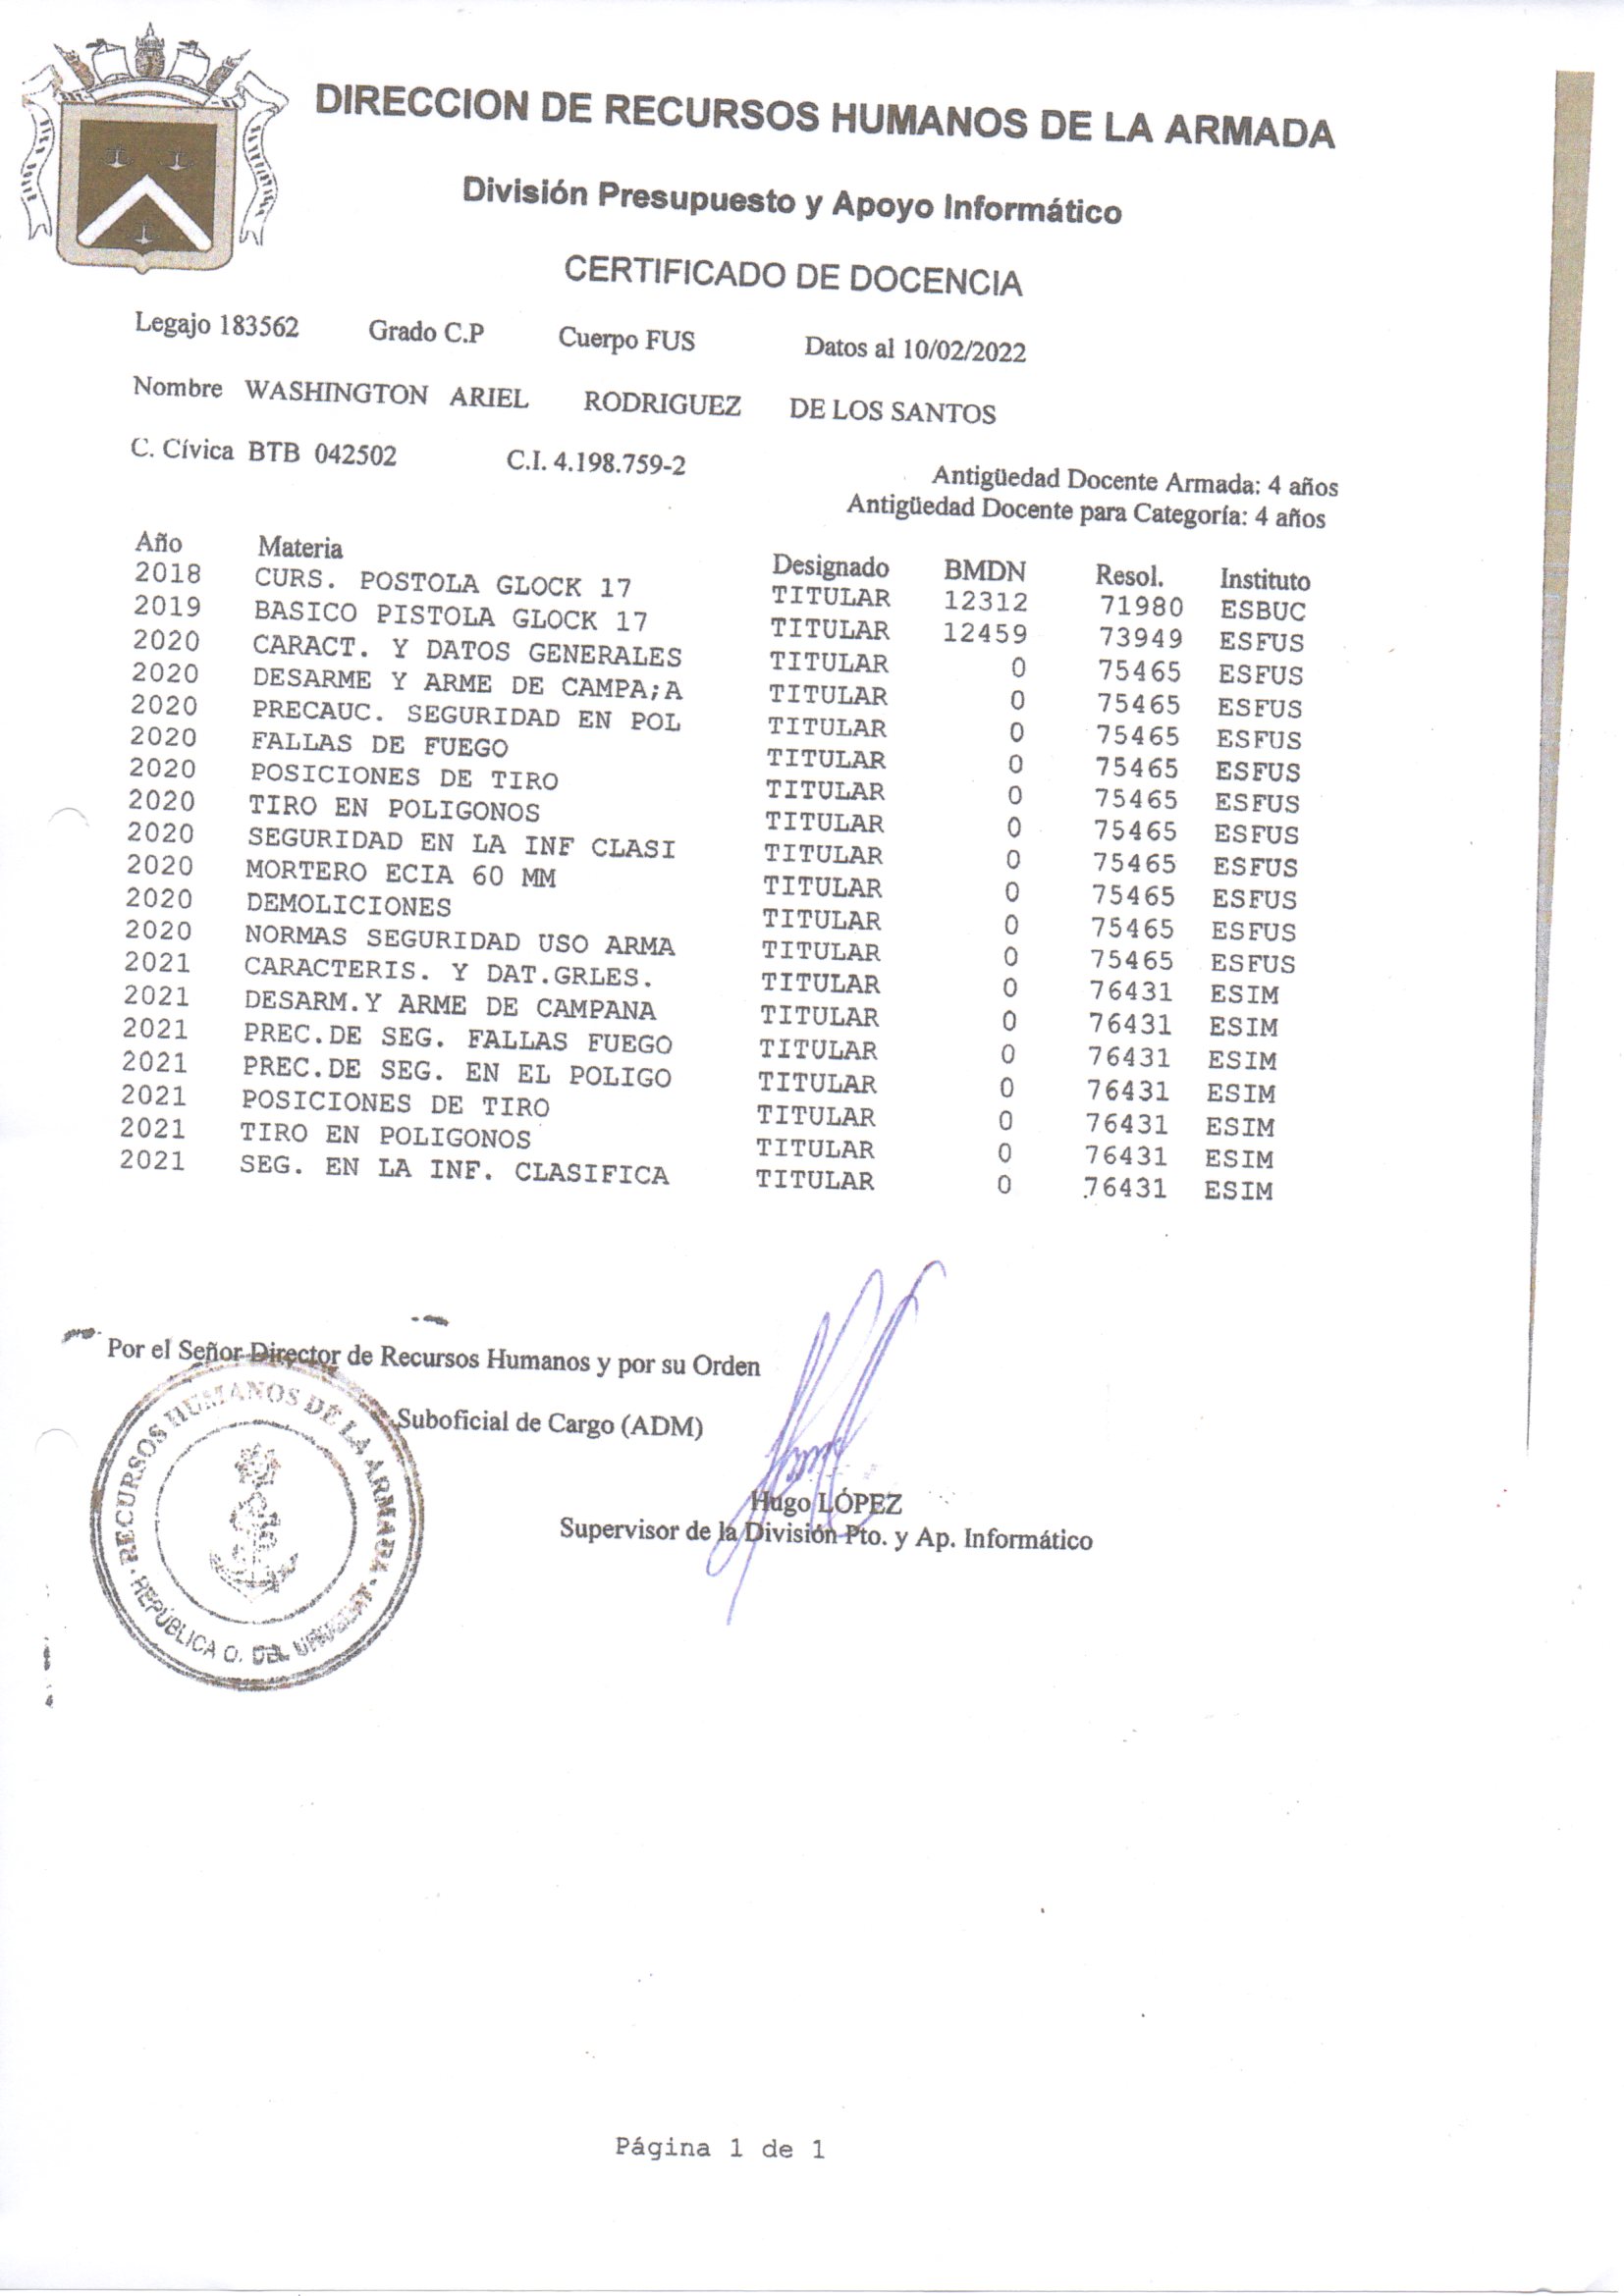 DIRECCION DE RECURSOS HUMANOS DE LA ARMADA
División Presupuesto y Apoyo Informático
CERTIFICADO DE DOCENCIA
Legajo 183562 Grado C.P Cuerpo FUS Datos al 10/02/2022
Nombre WASHINGTON ARIEL RODRIGUEZ DE LOS SANTOS
C. Cívica BTB 042502 C.I. 4.198.759-2
Antigüedad Docente Armada: 4 años
Antigüedad Docente para Categoría: 4 años
Año Materia Designado BMDN Resol. Instituto
2018 CURS. POSTOLA GLOCK 17 TITULAR 12312 71980 ESBUC
2019 BASICO PISTOLA GLOCK 17 TITULAR 12459 73949 ESFUS
2020 CARACT. Y DATOS GENERALES TITULAR 0 75465 ESFUS
2020 DESARME Y ARME DE CAMPA;A TITULAR 0 75465 ESFUS
2020 PRECAUC. SEGURIDAD EN POL TITULAR 0 75465 ESFUS
2020 FALLAS DE FUEGO TITULAR 0 75465 ESFUS
2020 POSICIONES DE TIRO TITULAR 0 75465 ESFUS
2020 TIRO EN POLIGONOS TITULAR 0 75465 ESFUS
2020 SEGURIDAD EN LA INF CLASI TITULAR 0 75465 ESFUS
2020 MORTERO ECIA 60 MM TITULAR 0 75465 ESFUS
2020 DEMOLICIONES TITULAR 0 75465 ESFUS
2020 NORMAS SEGURIDAD USO ARMA TITULAR 0 75465 ESFUS
2021 CARACTERIS. Y DAT.GRLES. TITULAR 0 76431 ESIM
2021 DESARM.Y ARME DE CAMPANA TITULAR 0 76431 ESIM
2021 PREC.DE SEG. FALLAS FUEGO TITULAR 0 76431 ESIM
2021 PREC.DE SEG. EN EL POLIGO TITULAR 0 76431 ESIM
2021 POSICIONES DE TIRO TITULAR 0 76431 ESIM
2021 TIRO EN POLIGONOS TITULAR 0 76431 ESIM
2021 SEG. EN LA INF. CLASIFICA TITULAR 0 76431 ESIM
Por el Señor Director de Recursos Humanos y por su Orden
Suboficial de Cargo (ADM)
Hugo LÓPEZ
Supervisor de la División Pto. y Ap. Informático
RECURSOS HUMANOS DE LA ARMADA
REPÚBLICA O. DEL URUGUAY
Página 1 de 1